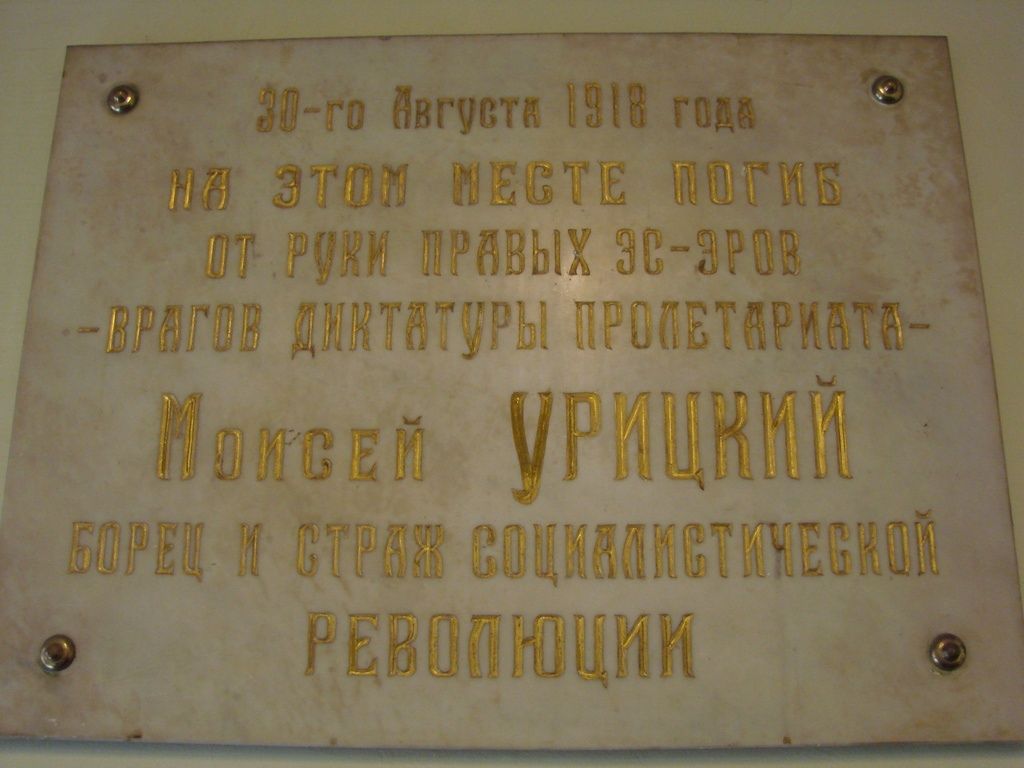 30-го Августа 1918 года
НА ЭТОМ МЕСТЕ ПОГИБ
ОТ РУКИ ПРАВЫХ ЭС-ЭРОВ
-ВРАГОВ ДИКТАТУРЫ ПРОЛЕТАРИАТА-
МОИСЕЙ УРИЦКИЙ
БОРЕЦ И СТРАЖ СОЦИАЛИСТИЧЕСКОЙ
РЕВОЛЮЦИИ